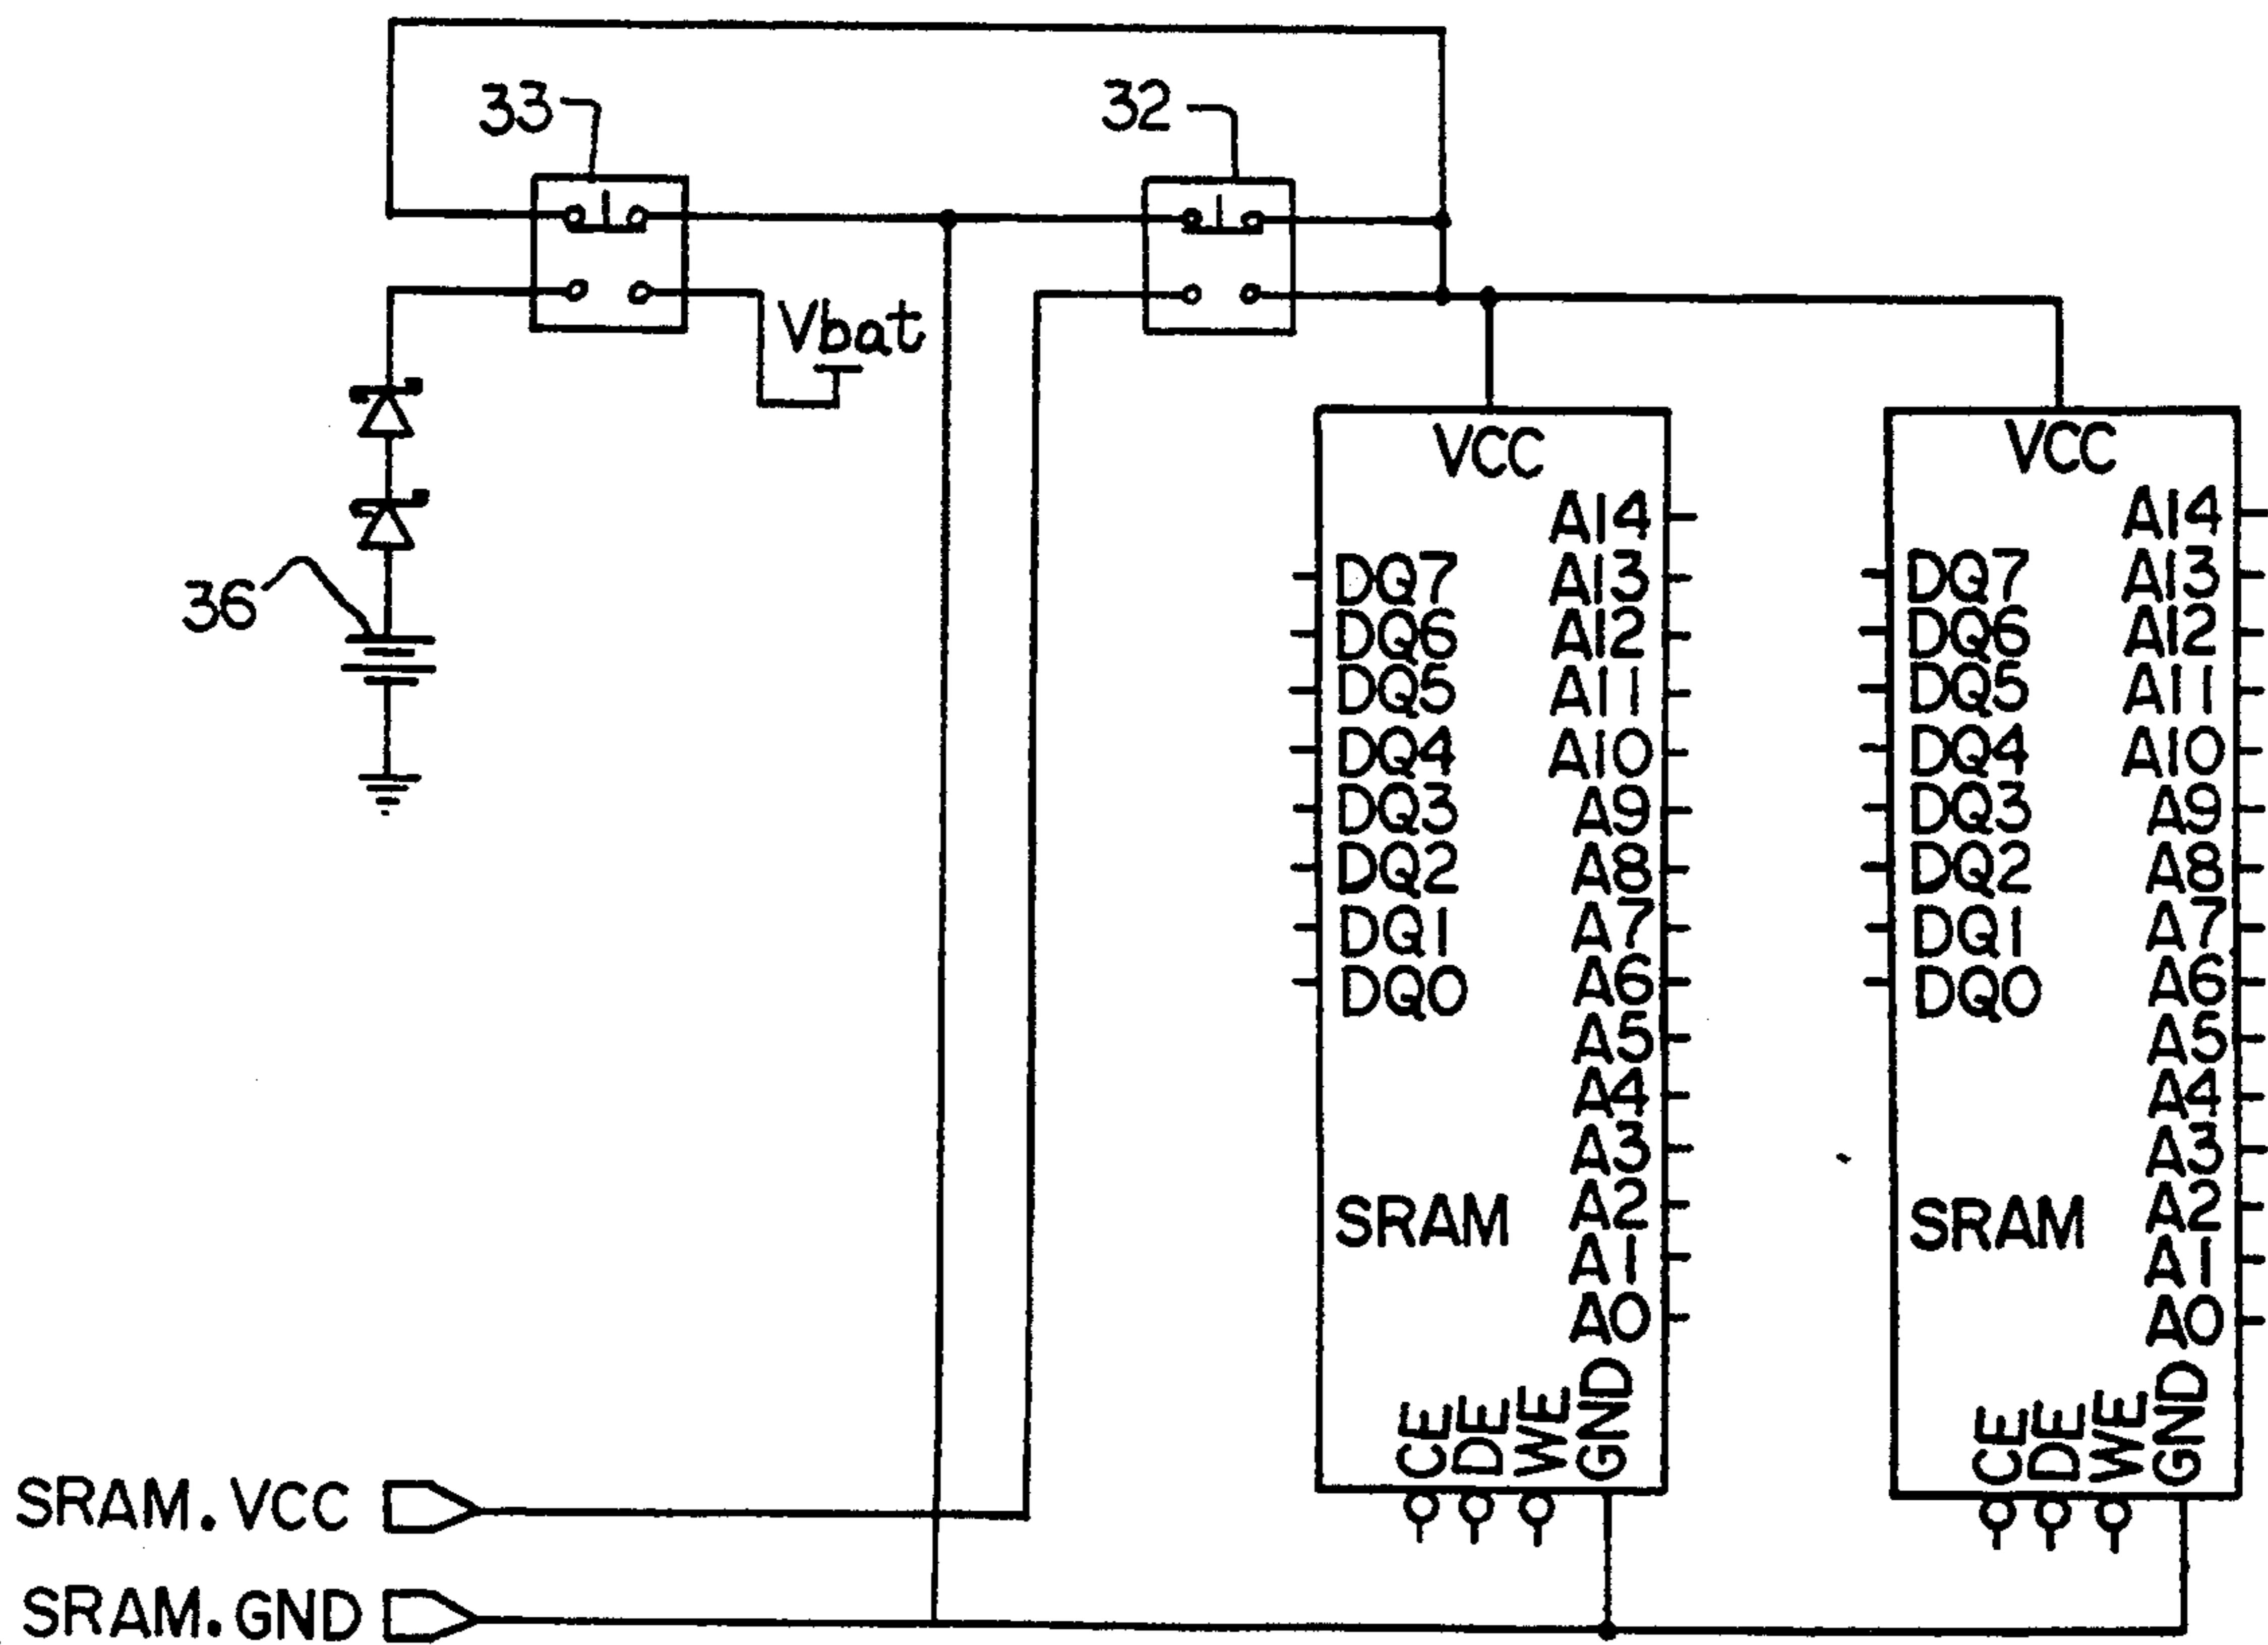 33
32
Vbat
36
VCC
A14
DQ7
A13
DQ6
A12
DQ5
A11
DQ4
A10
DQ3
A9
DQ2
A8
DQ1
A7
DQ0
A6
A5
A4
A3
SRAM
A2
A1
A0
CE
DE
WE
GND
VCC
A14
DQ7
A13
DQ6
A12
DQ5
A11
DQ4
A10
DQ3
A9
DQ2
A8
DQ1
A7
DQ0
A6
A5
A4
A3
SRAM
A2
A1
A0
CE
DE
WE
GND
SRAM.VCC
SRAM.GND